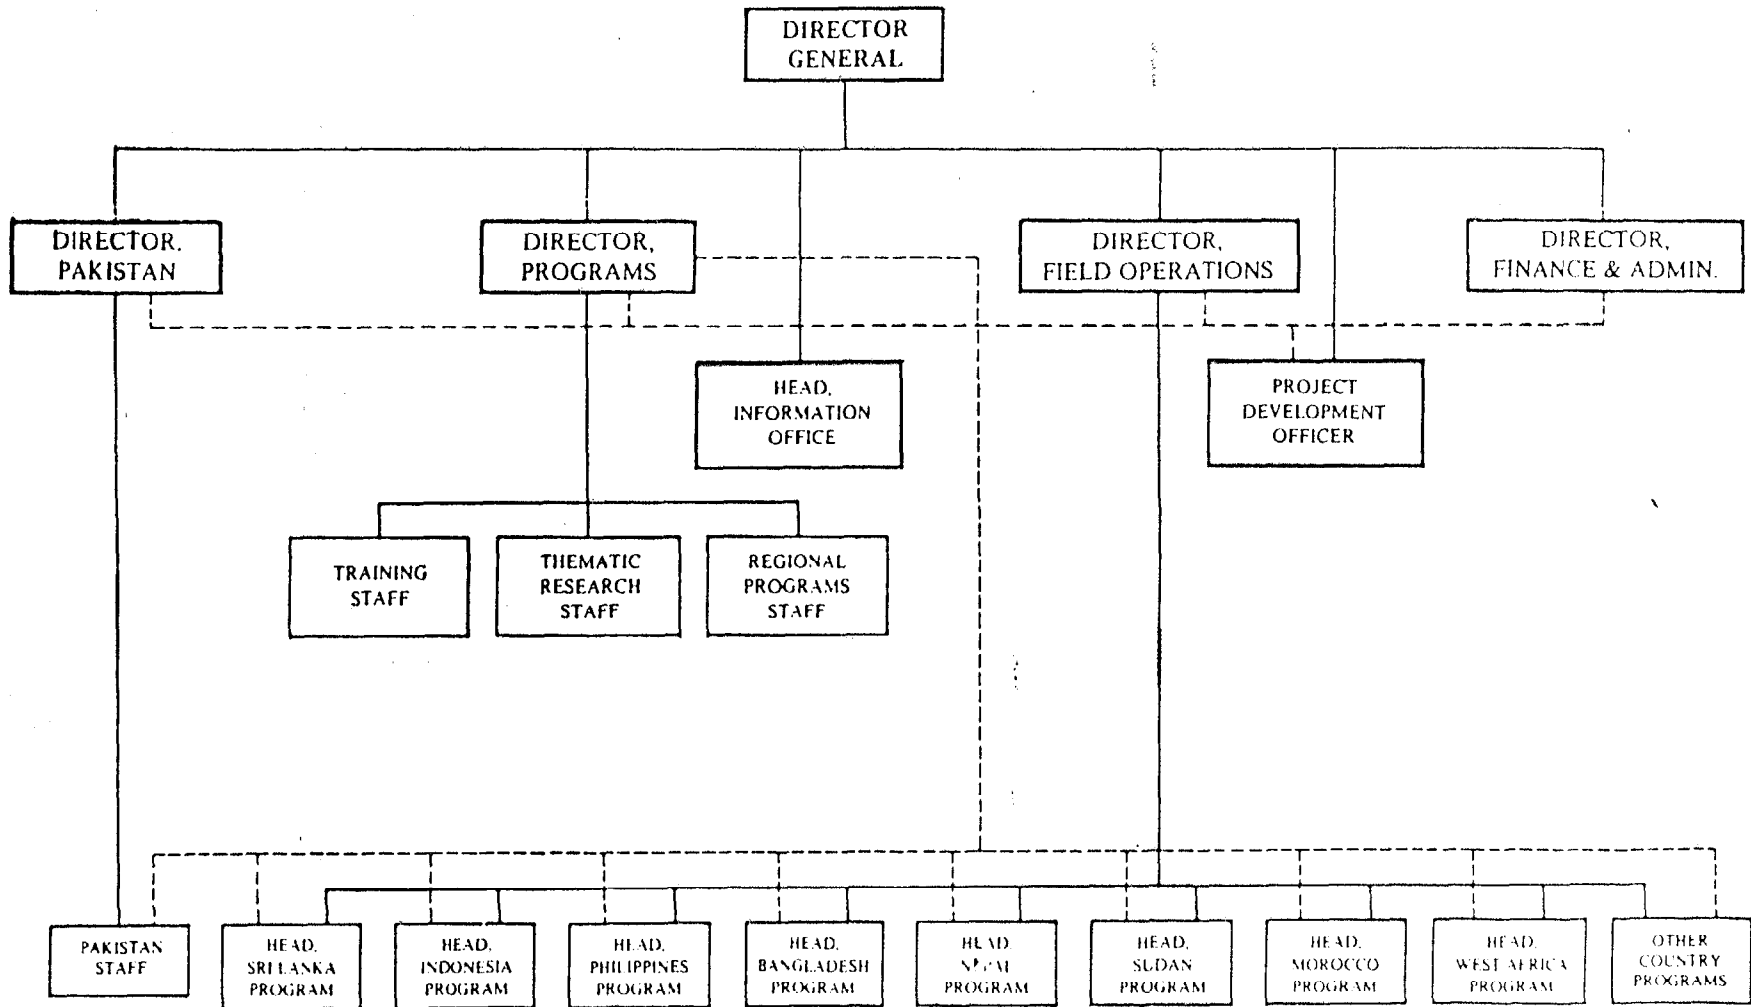 DIRECTOR
GENERAL
DIRECTOR.
PAKISTAN
DIRECTOR,
PROGRAMS
DIRECTOR,
FIELD OPERATIONS
DIRECTOR,
FINANCE & ADMIN.
HEAD,
INFORMATION
OFFICE
PROJECT
DEVELOPMENT
OFFICER
TRAINING
STAFF
THEMATIC
RESEARCH
STAFF
REGIONAL
PROGRAMS
STAFF
PAKISTAN
STAFF
HEAD,
SRI LANKA
PROGRAM
HEAD,
INDONESIA
PROGRAM
HEAD,
PHILIPPINES
PROGRAM
HEAD,
BANGLADESH
PROGRAM
HEAD,
NEPAL
PROGRAM
HEAD,
SUDAN
PROGRAM
HEAD,
MOROCCO
PROGRAM
HEAD,
WEST AFRICA
PROGRAM
OTHER
COUNTRY
PROGRAMS